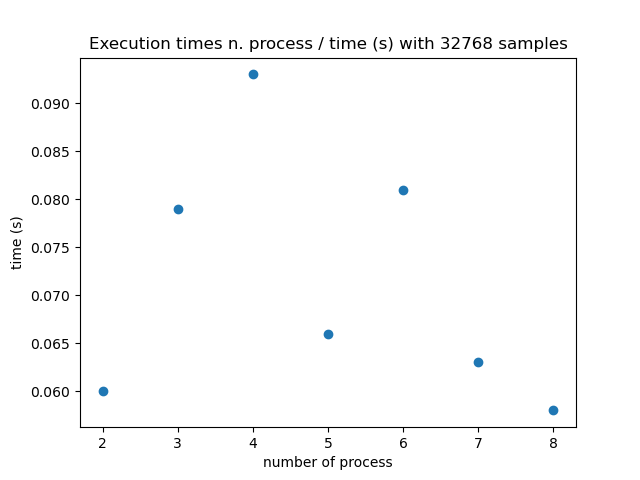 Execution times n. process / time (s) with 32768 samples
0.090
0.085
0.080
0.075
0.070
0.065
0.060
time (s)
2 3 4 5 6 7 8
number of process